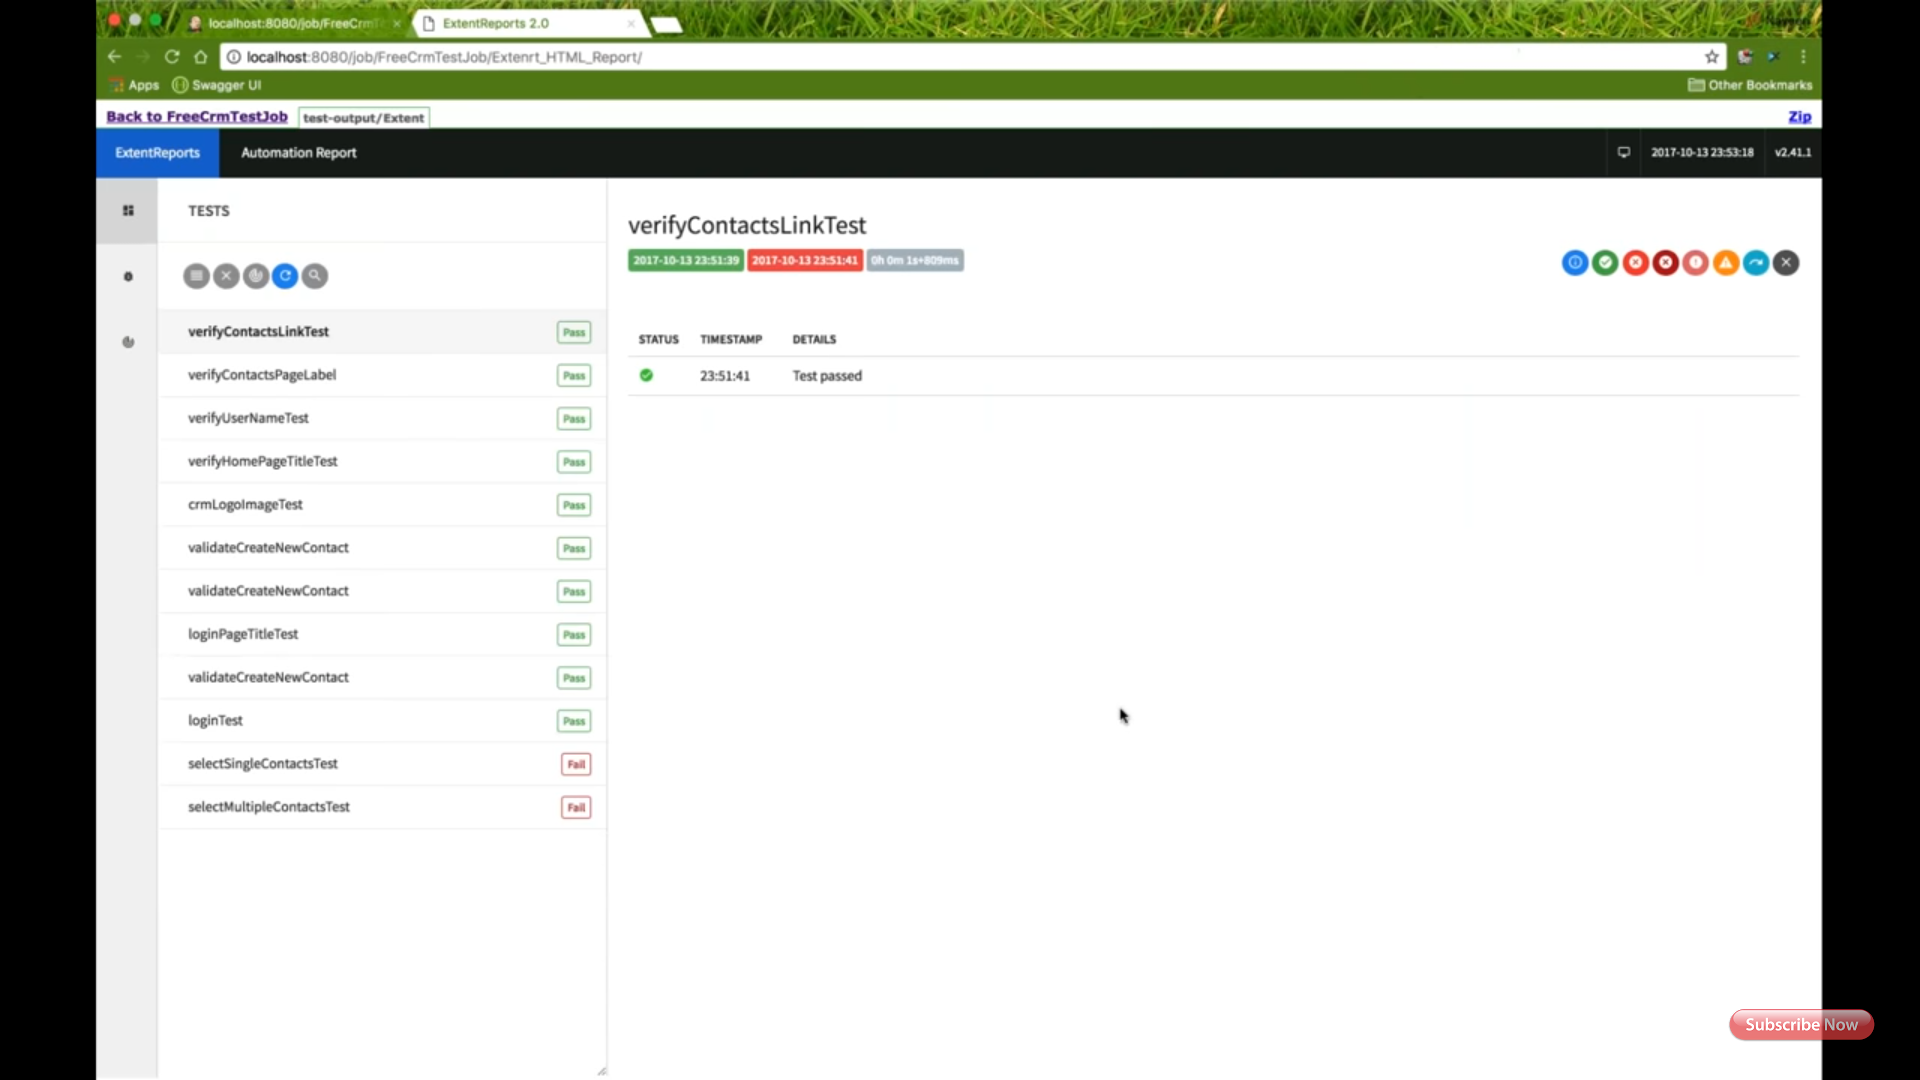 localhost:8080/job/FreeCrmT
ExtentReports 2.0
localhost:8080/job/FreeCrmTestJob/Extenrt_HTML_Report/
Apps
Swagger UI
Other Bookmarks
Back to FreeCrmTestJob
test-output/Extent
Zip
ExtentReports
Automation Report
2017-10-13 23:53:18
v2.41.1
TESTS
verifyContactsLinkTest Pass
verifyContactsPageLabel Pass
verifyUserNameTest Pass
verifyHomePageTitleTest Pass
crmLogoImageTest Pass
validateCreateNewContact Pass
validateCreateNewContact Pass
loginPageTitleTest Pass
validateCreateNewContact Pass
loginTest Pass
selectSingleContactsTest Fail
selectMultipleContactsTest Fail
verifyContactsLinkTest
2017-10-13 23:51:39 2017-10-13 23:51:41 0h 0m 1s+809ms
STATUS TIMESTAMP DETAILS
23:51:41 Test passed
Subscribe Now